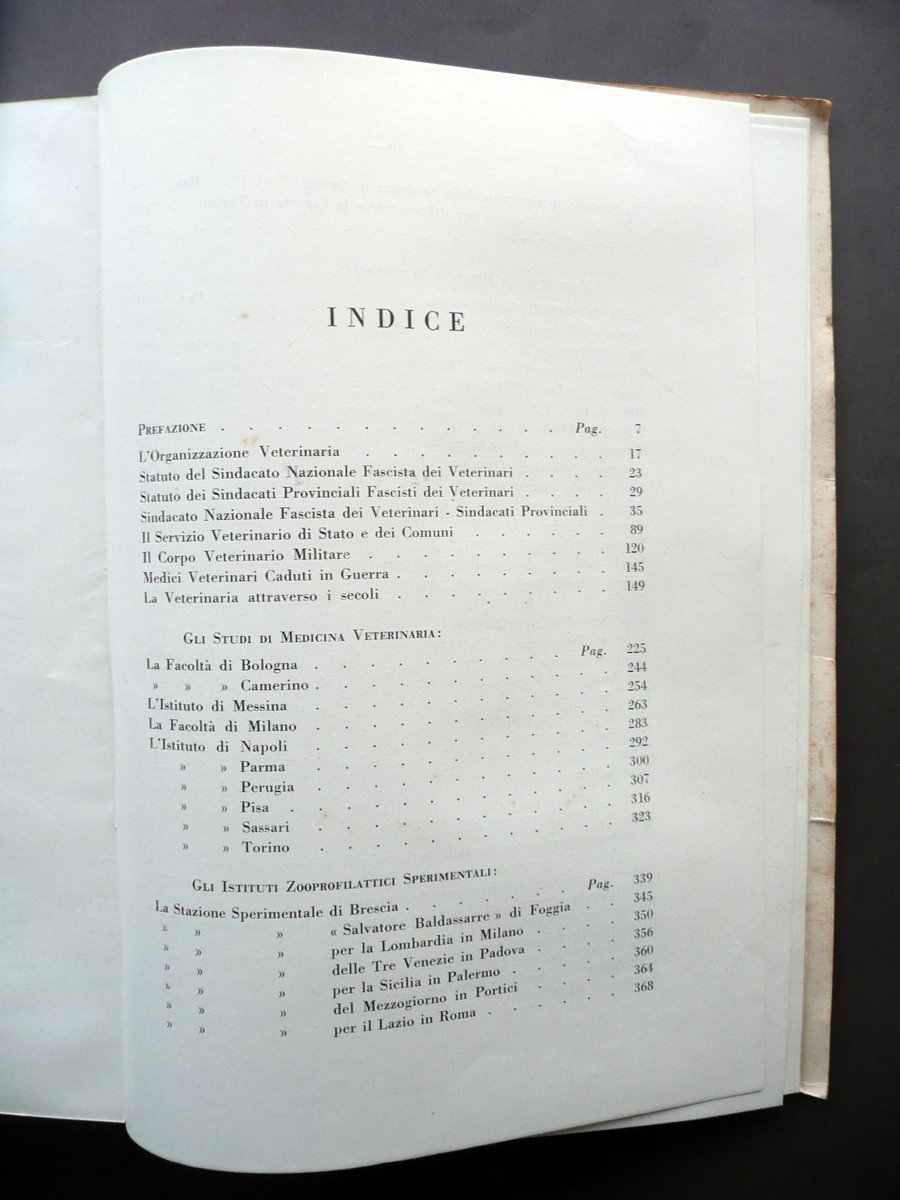 INDICE
PREFAZIONE . . . . . . . . . . . . . Pag. 7
L'Organizzazione Veterinaria . . . . . . . . . 17
Statuto del Sindacato Nazionale Fascista dei Veterinari . . . . 23
Statuto dei Sindacati Provinciali Fascisti dei Veterinari . . . . 29
Sindacato Nazionale Fascista dei Veterinari - Sindacati Provinciali . 35
Il Servizio Veterinario di Stato e dei Comuni . . . . . 89
Il Corpo Veterinario Militare . . . . . . . . . 120
Medici Veterinari Caduti in Guerra . . . . . . . . 145
La Veterinaria attraverso i secoli . . . . . . . . 149
GLI STUDI DI MEDICINA VETERINARIA:
La Facoltà di Bologna . . . . . . . . . Pag. 225
» » » Camerino . . . . . . . . . . . 244
L'Istituto di Messina . . . . . . . . . . . 254
La Facoltà di Milano . . . . . . . . . . . 263
L'Istituto di Napoli . . . . . . . . . . . 283
» » Parma . . . . . . . . . . . 292
» » Perugia . . . . . . . . . . . 300
» » Pisa . . . . . . . . . . . . 307
» » Sassari . . . . . . . . . . . 316
» » Torino . . . . . . . . . . . 323
GLI ISTITUTI ZOOPROFILATTICI SPERIMENTALI:
La Stazione Sperimentale di Brescia . . . . . . Pag. 339
» » » « Salvatore Baldassarre » di Foggia . . 345
» » » per la Lombardia in Milano . . . 350
» » » delle Tre Venezie in Padova . . . 356
» » » per la Sicilia in Palermo . . . . 360
» » » del Mezzogiorno in Portici . . . 364
» » » per il Lazio in Roma . . . . . 368